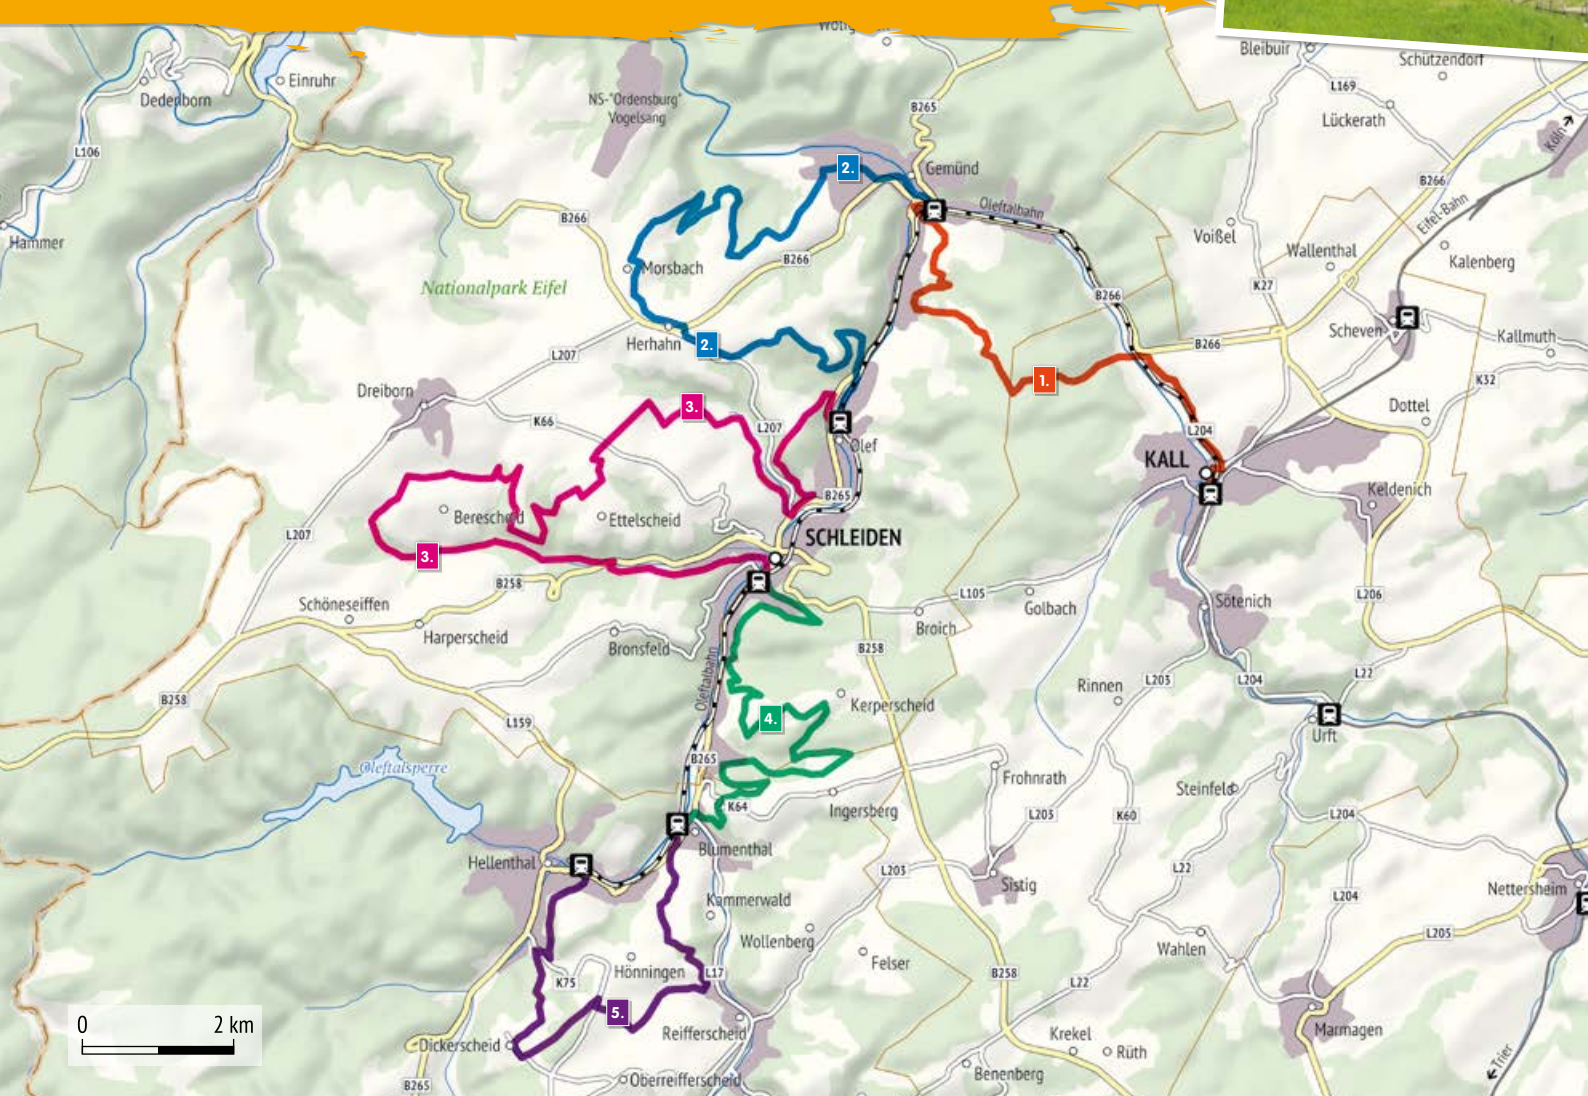 Bleibuir
Schützendorf
Einruhr
Dedenborn
NS-"Ordensburg"
Vogelsang
L169
Lückerath
B265
Köln
L106
Gemünd
2.
B266
Oleftalbahn
Eifel-Bahn
B266
Hammer
Voißel
Wallenthal
Kalenberg
Morsbach
B266
Nationalpark Eifel
K27
B266
Scheven
Kallmuth
Herhahn
2.
B266
L207
1.
K32
Dreiborn
3.
Dottel
K66
L207
L204
Olef
KALL
Keldenich
B265
Berescheid
Ettelscheid
L207
SCHLEIDEN
3.
B258
L105
L206
Schöneseiffen
Golbach
Sötenich
Harperscheid
Broich
Bronsfeld
B258
Oleftalbahn
L22
B258
Rinnen
L203
L204
Kerperscheid
L159
4.
Urft
B265
Oleftalsperre
Frohnrath
Steinfeld
K64
Ingersberg
L203
K60
L204
Blumenthal
Hellenthal
L203
L22
Sistig
Nettersheim
Kammerwald
L204
Wollenberg
L205
Wahlen
Felser
Hönningen
L17
K75
B258
L22
5.
0
2 km
Reifferscheid
Krekel
Marmagen
Dickerscheid
Rüth
Trier
Benenberg
Oberreifferscheid
B265